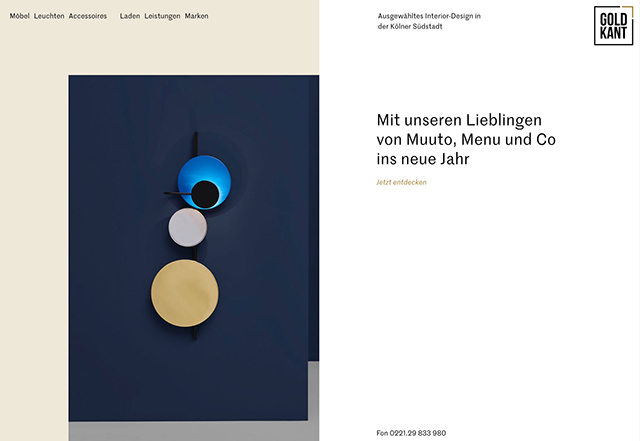 Möbel Leuchten Accessoires Laden Leistungen Marken
Ausgewähltes Interior-Design in
der Kölner Südstadt
GOLD
KANT
Mit unseren Lieblingen
von Muuto, Menu und Co
ins neue Jahr
Jetzt entdecken
Fon 0221.29 833 980